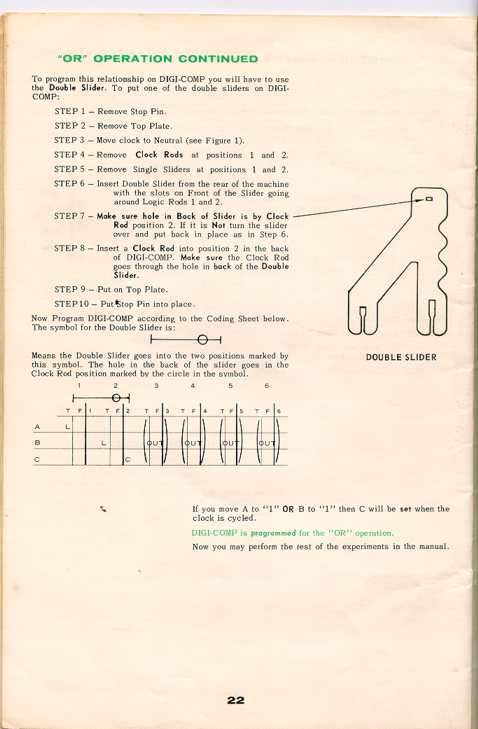 "OR" OPERATION CONTINUED
To program this relationship on DIGI-COMP you will have to use
the Double Slider. To put one of the double sliders on DIGI-
COMP:
STEP 1 — Remove Stop Pin.
STEP 2 — Remove Top Plate.
STEP 3 — Move clock to Neutral (see Figure 1).
STEP 4 — Remove Clock Rods at positions 1 and 2.
STEP 5 — Remove Single Sliders at positions 1 and 2.
STEP 6 — Insert Double Slider from the rear of the machine
with the slots on Front of the Slider going
around Logic Rods 1 and 2.
STEP 7 — Make sure hole in Back of Slider is by Clock
Rod position 2. If it is Not turn the slider
over and put back in place as in Step 6.
STEP 8 — Insert a Clock Rod into position 2 in the back
of DIGI-COMP. Make sure the Clock Rod
goes through the hole in back of the Double
Slider.
STEP 9 — Put on Top Plate.
STEP 10 — Put Stop Pin into place.
Now Program DIGI-COMP according to the Coding Sheet below.
The symbol for the Double Slider is:
Means the Double Slider goes into the two positions marked by
this symbol. The hole in the back of the slider goes in the
Clock Rod position marked by the circle in the symbol.
DOUBLE SLIDER
1 2 3 4 5 6
T F 1 T F 2 T F 3 T F 4 T F 5 T F 6
A L
B L OUT OUT OUT OUT
C C
If you move A to "1" OR B to "1" then C will be set when the
clock is cycled.
DIGI-COMP is programmed for the "OR" operation.
Now you may perform the rest of the experiments in the manual.
22